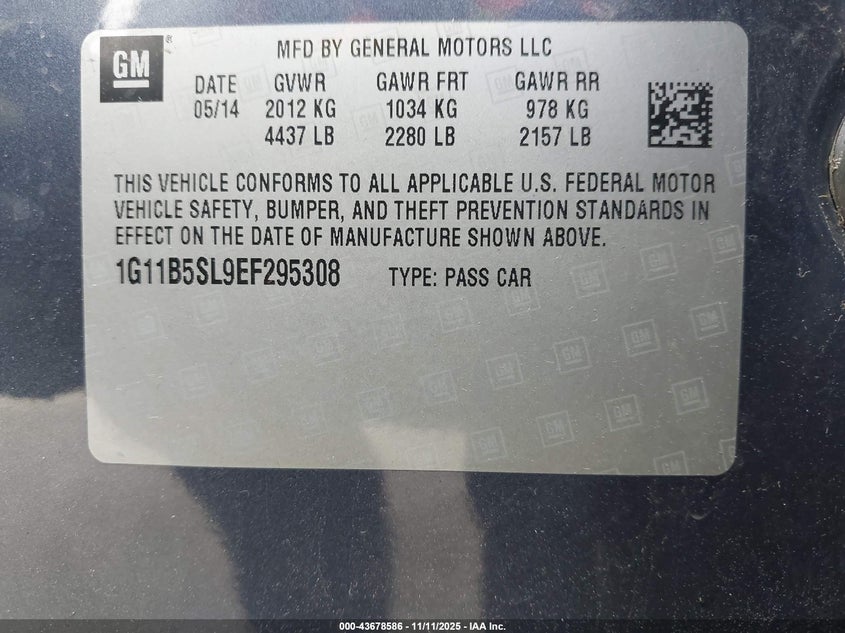 GM ® MFD BY GENERAL MOTORS LLC
DATE GVWR GAWR FRT GAWR RR
05/14 2012 KG 1034 KG 978 KG
4437 LB 2280 LB 2157 LB
THIS VEHICLE CONFORMS TO ALL APPLICABLE U.S. FEDERAL MOTOR
VEHICLE SAFETY, BUMPER, AND THEFT PREVENTION STANDARDS IN
EFFECT ON THE DATE OF MANUFACTURE SHOWN ABOVE.
1G11B5SL9EF295308 TYPE: PASS CAR
000-43678586 - 11/11/2025 - IAA Inc.